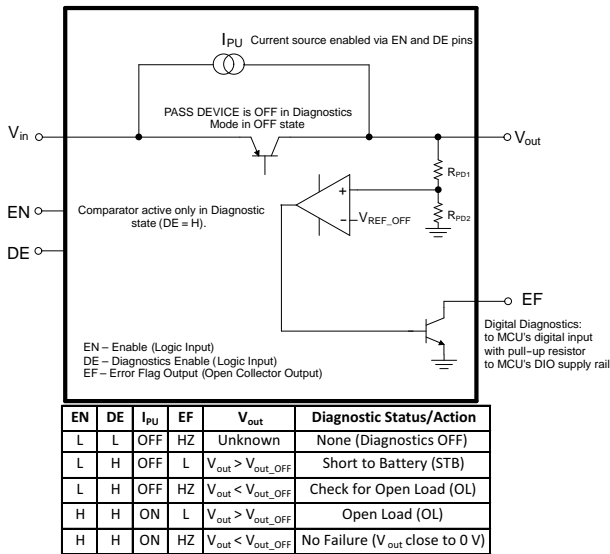 I_PU Current source enabled via EN and DE pins
PASS DEVICE is OFF in Diagnostics
Mode in OFF state
V_in
V_out
R_PD1
R_PD2
+
−
V_REF_OFF
EN
Comparator active only in Diagnostic
state (DE = H).
DE
EF
Digital Diagnostics:
to MCU's digital input
with pull−up resistor
to MCU's DIO supply rail
EN – Enable (Logic Input)
DE – Diagnostics Enable (Logic Input)
EF – Error Flag Output (Open Collector Output)
EN DE I_PU EF V_out Diagnostic Status/Action
L L OFF HZ Unknown None (Diagnostics OFF)
L H OFF L V_out > V_out_OFF Short to Battery (STB)
L H OFF HZ V_out < V_out_OFF Check for Open Load (OL)
H H ON L V_out > V_out_OFF Open Load (OL)
H H ON HZ V_out < V_out_OFF No Failure (V_out close to 0 V)